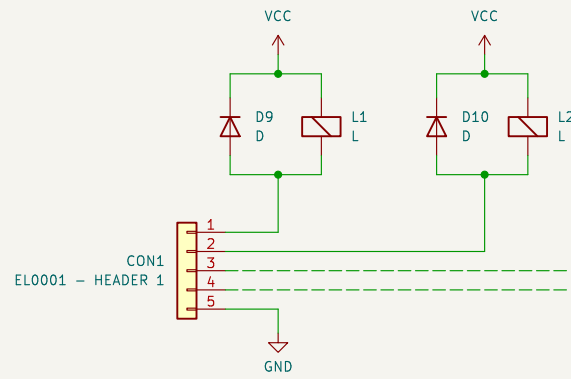 VCC
VCC
D9
D
L1
L
D10
D
L2
L
1
2
3
4
5
CON1
EL0001 – HEADER 1
GND